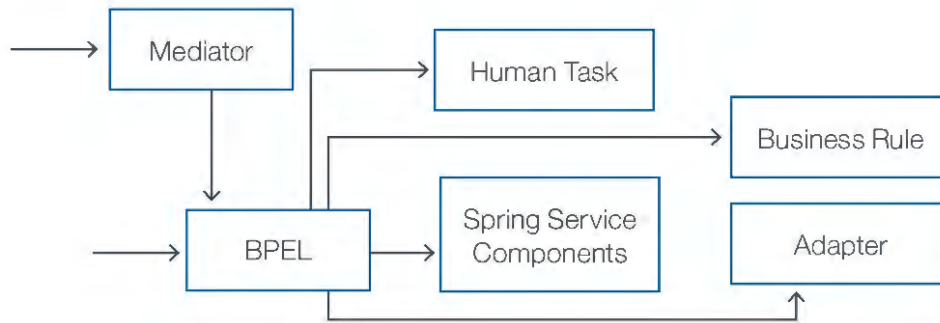 Mediator
Human Task
Business Rule
BPEL
Spring Service
Components
Adapter